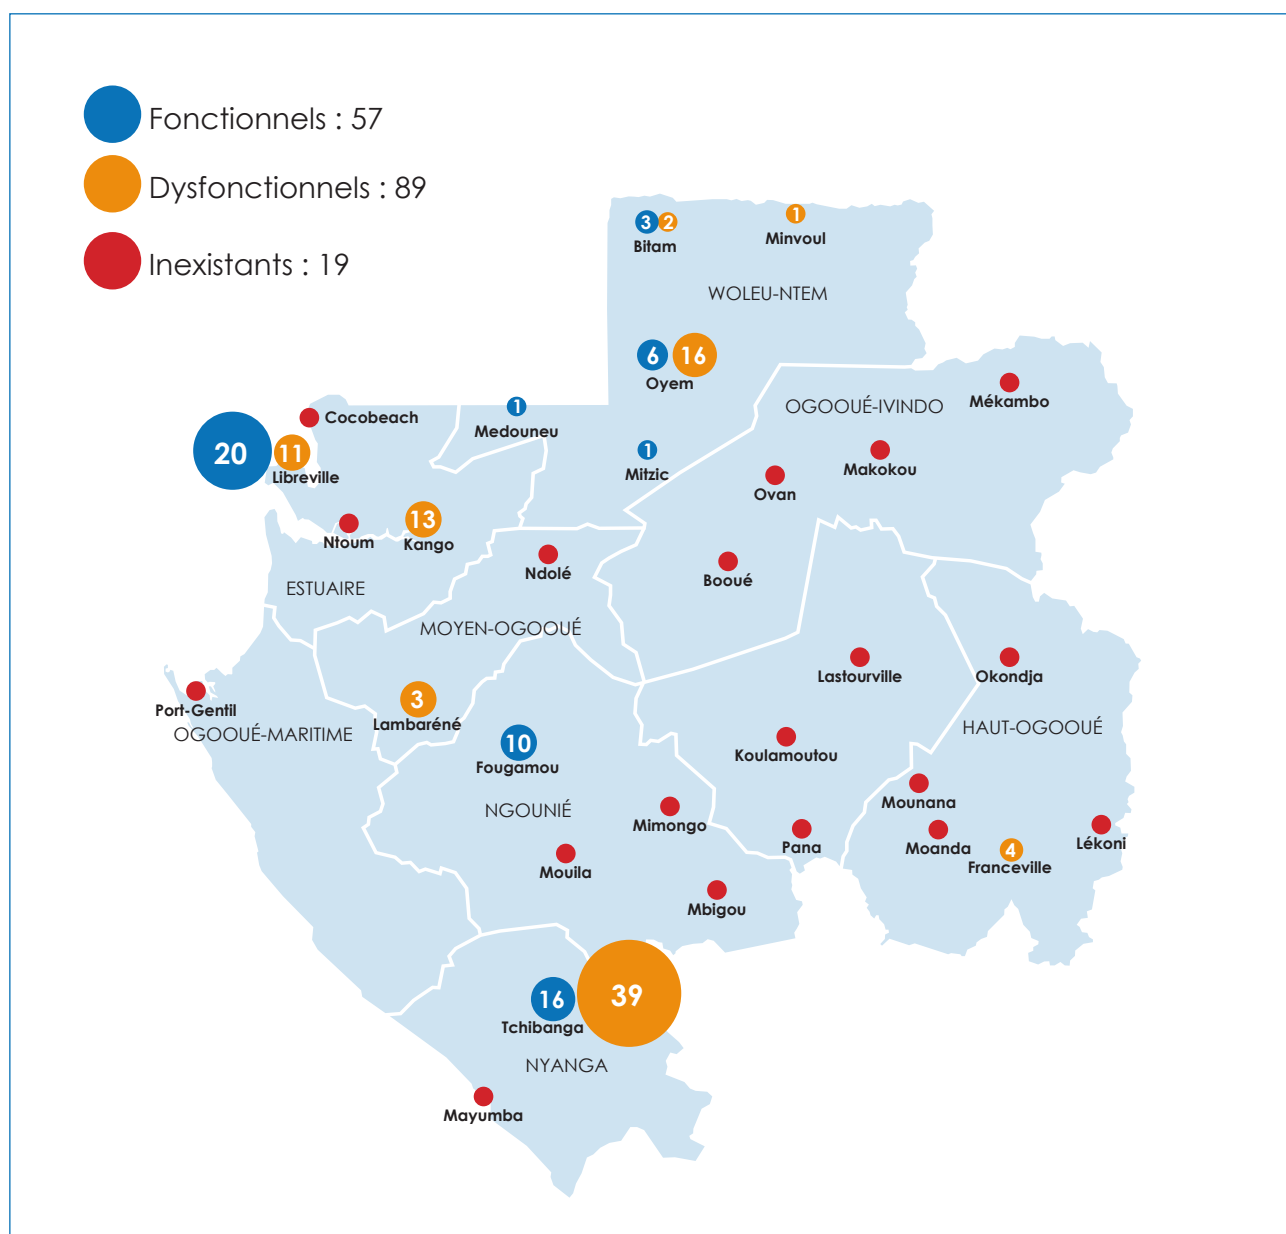 Fonctionnels : 57
Dysfonctionnels : 89
Inexistants : 19
3
2
Bitam
1
Minvoul
WOLEU-NTEM
6
16
Oyem
Mékambo
OGOOUÉ-IVINDO
1
Medouneu
Cocobeach
20
11
Libreville
1
Mitzic
Makokou
Ovan
13
Kango
Ntoum
Ndolé
Booué
ESTUAIRE
MOYEN-OGOOUÉ
Lastourville
Okondja
Port-Gentil
OGOOUÉ-MARITIME
3
Lambaréné
HAUT-OGOOUÉ
10
Fougamou
Koulamoutou
NGOUNIÉ
Mounana
Mimongo
Pana
Moanda
Lékoni
4
Franceville
Mouila
Mbigou
16
39
Tchibanga
NYANGA
Mayumba